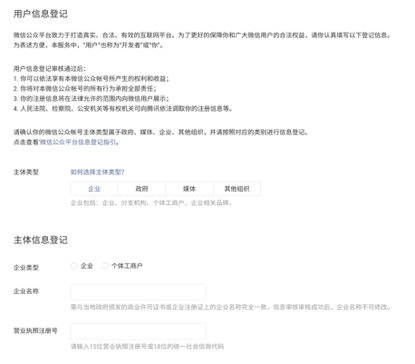 用户信息登记
微信公众平台致力于打造真实、合法、有效的互联网平台。为了更好的保障你和广大微信用户的合法权益，请你认真填写以下登记信息。
为表述方便，本服务中，"用户"也称为"开发者"或"你"。
用户信息登记审核通过后：
1. 你可以依法享有本微信公众帐号所产生的权利和收益；
2. 你将对本微信公众帐号的所有行为承担全部责任；
3. 你的注册信息将在法律允许的范围内向微信用户展示；
4. 人民法院、检察院、公安机关等有权机关可向腾讯依法调取你的注册信息等。
请确认你的微信公众帐号主体类型属于政府、媒体、企业、其他组织，并请按照对应的类别进行信息登记。
点击查看微信公众平台信息登记指引。
主体类型 如何选择主体类型?
企业 政府 媒体 其他组织
企业包括：企业、分支机构、个体工商户、企业相关品牌。
主体信息登记
企业类型 企业 个体工商户
企业名称
需与当地政府颁发的商业许可证书或企业注册证上的企业名称完全一致，信息审核审核成功后，企业名称不可修改。
营业执照注册号
请输入15位营业执照注册号或18位的统一社会信用代码